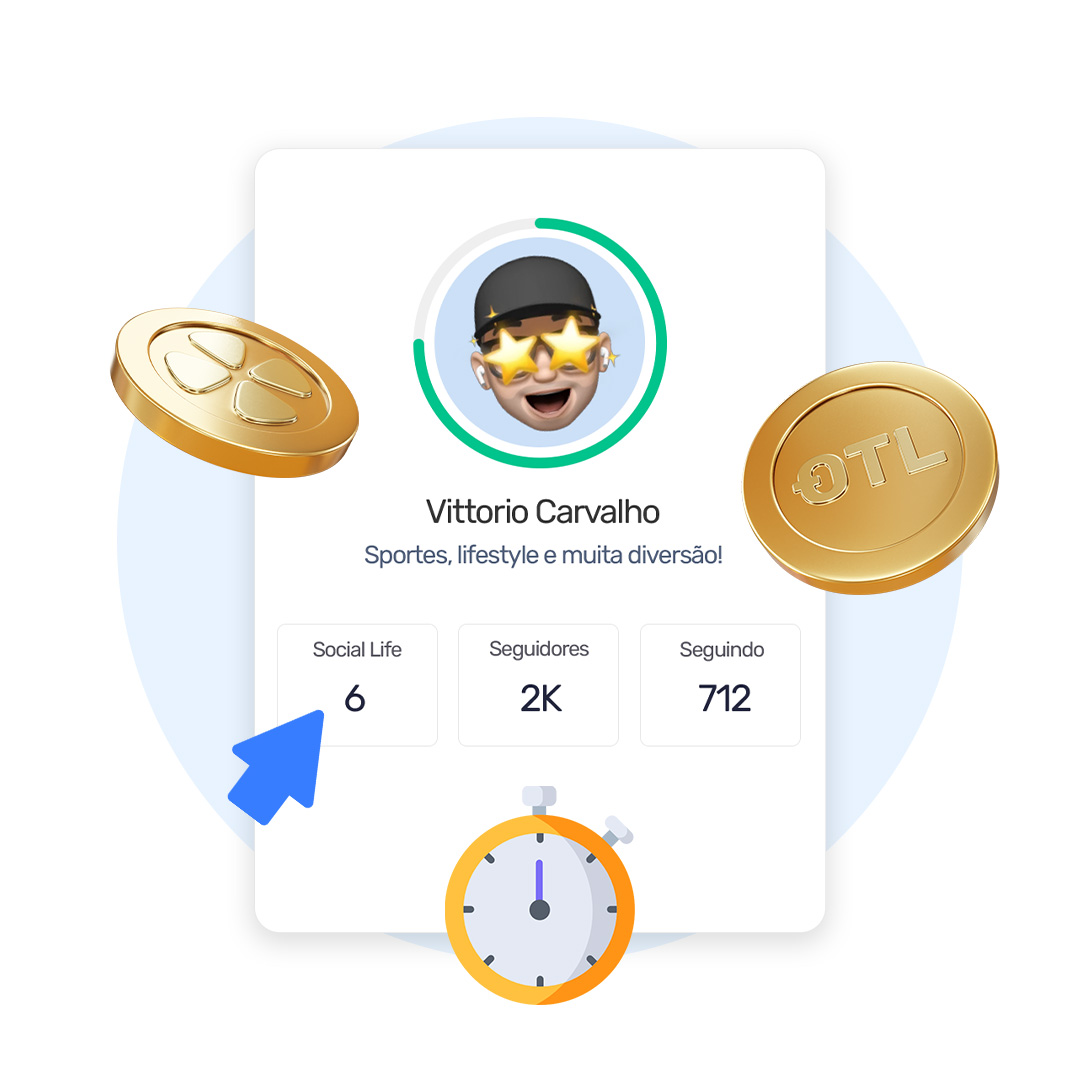 Vittorio Carvalho
Sportes, lifestyle e muita diversão!
OTL
Social Life
Seguidores
Seguindo
6
2K
712